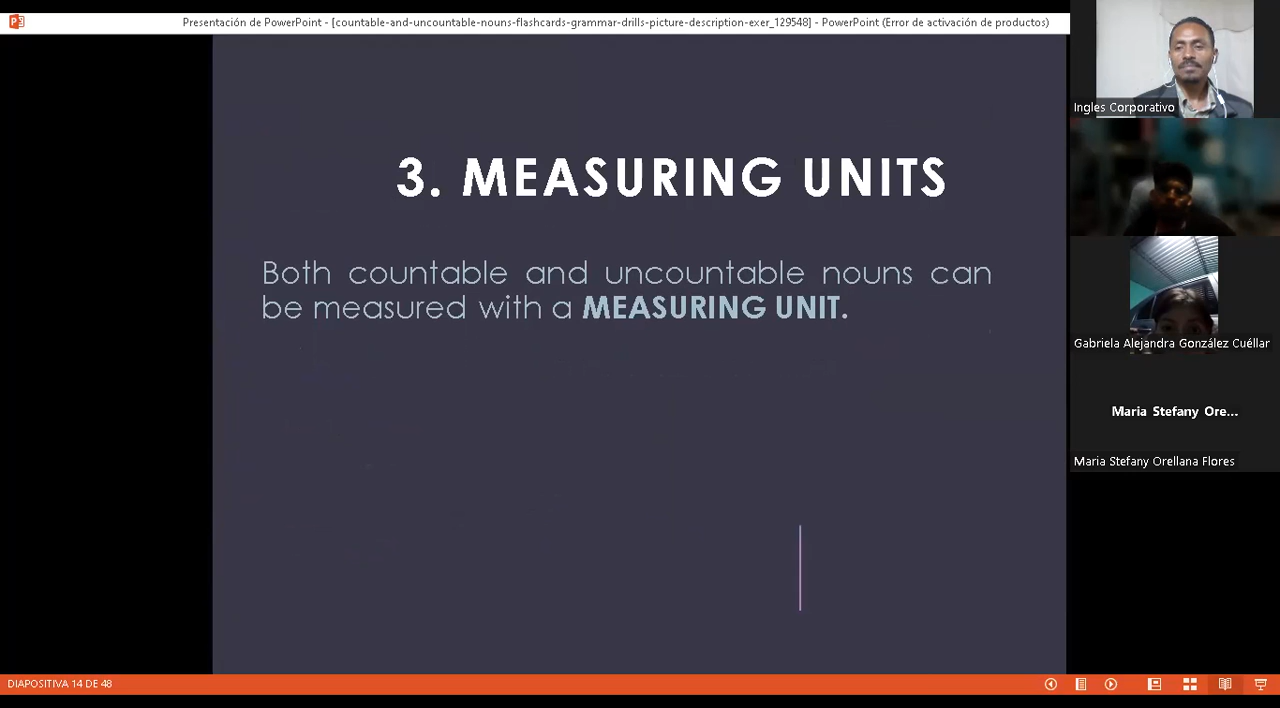 Presentación de PowerPoint - [countable-and-uncountable-nouns-flashcards-grammar-drills-picture-description-exer_129548] - PowerPoint (Error de activación de productos)
3. MEASURING UNITS
Both countable and uncountable nouns can
be measured with a MEASURING UNIT.
Ingles Corporativo
Gabriela Alejandra González Cuéllar
Maria Stefany Ore...
Maria Stefany Orellana Flores
DIAPOSITIVA 14 DE 48